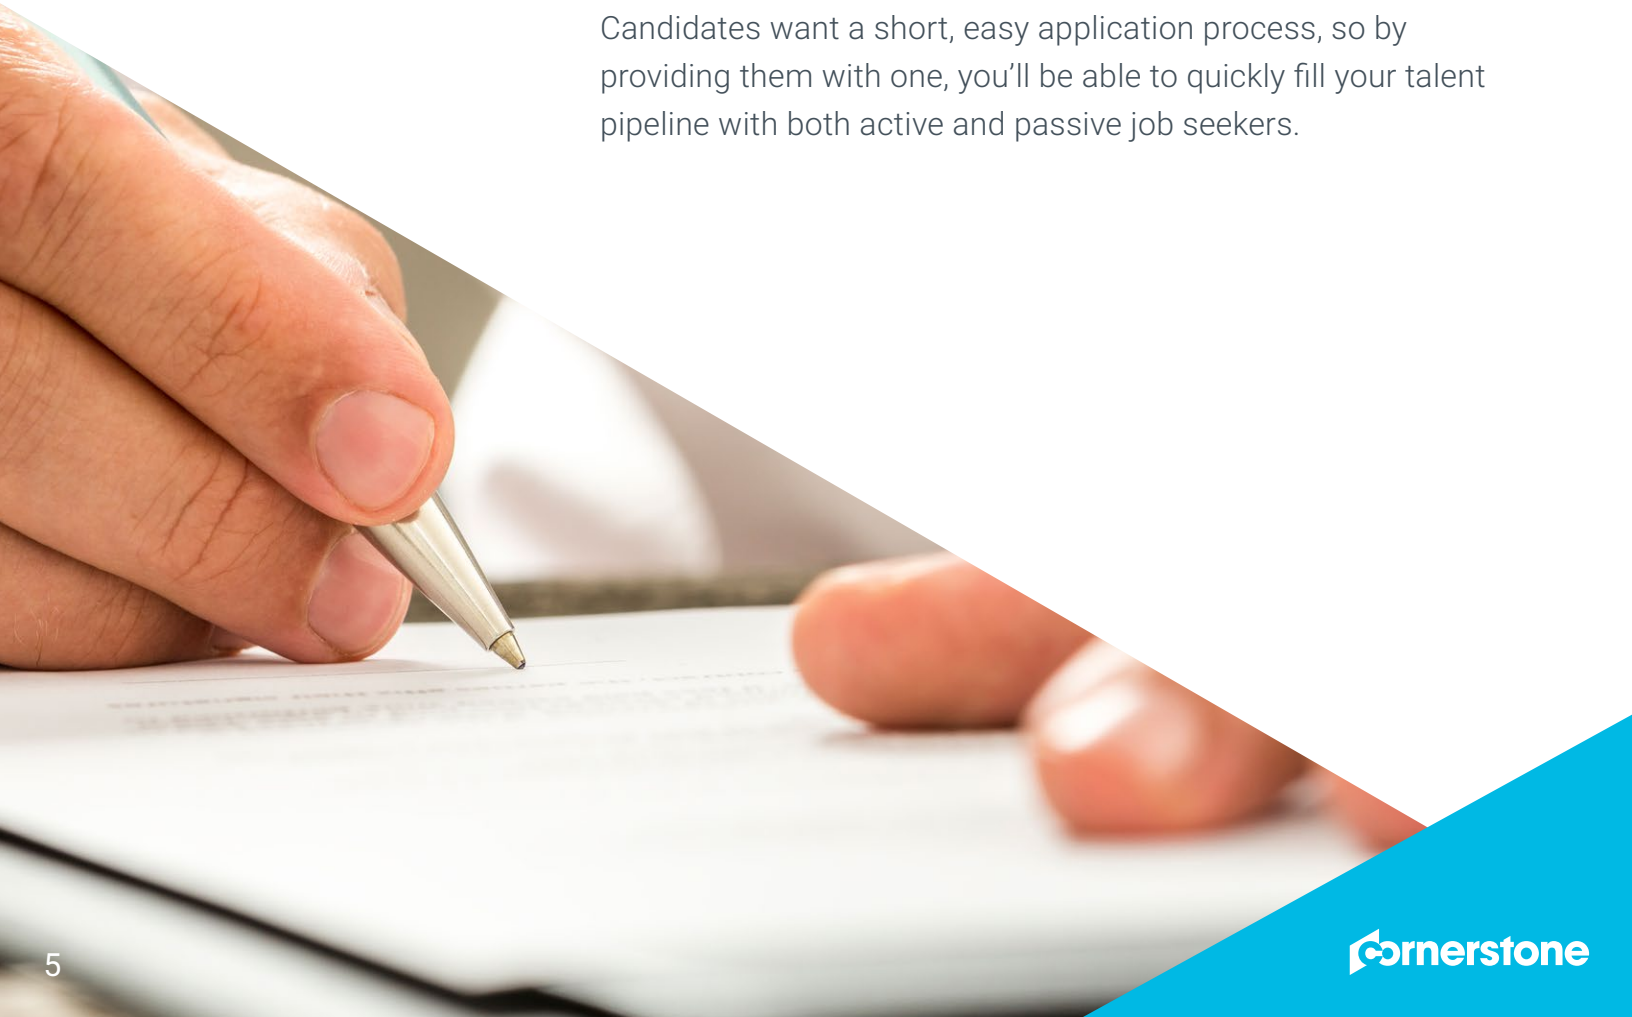 Candidates want a short, easy application process, so by
providing them with one, you’ll be able to quickly fill your talent
pipeline with both active and passive job seekers.
5
cornerstone